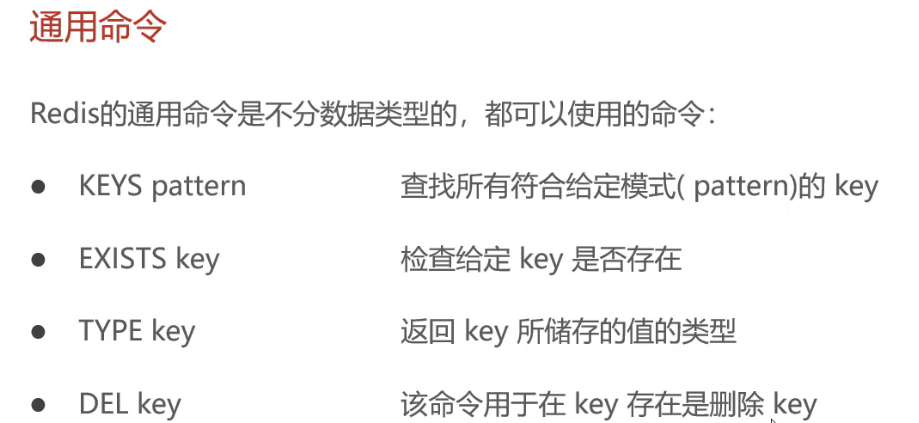 通用命令
Redis的通用命令是不分数据类型的，都可以使用的命令：
● KEYS pattern 查找所有符合给定模式( pattern)的 key
● EXISTS key 检查给定 key 是否存在
● TYPE key 返回 key 所储存的值的类型
● DEL key 该命令用于在 key 存在是删除 key